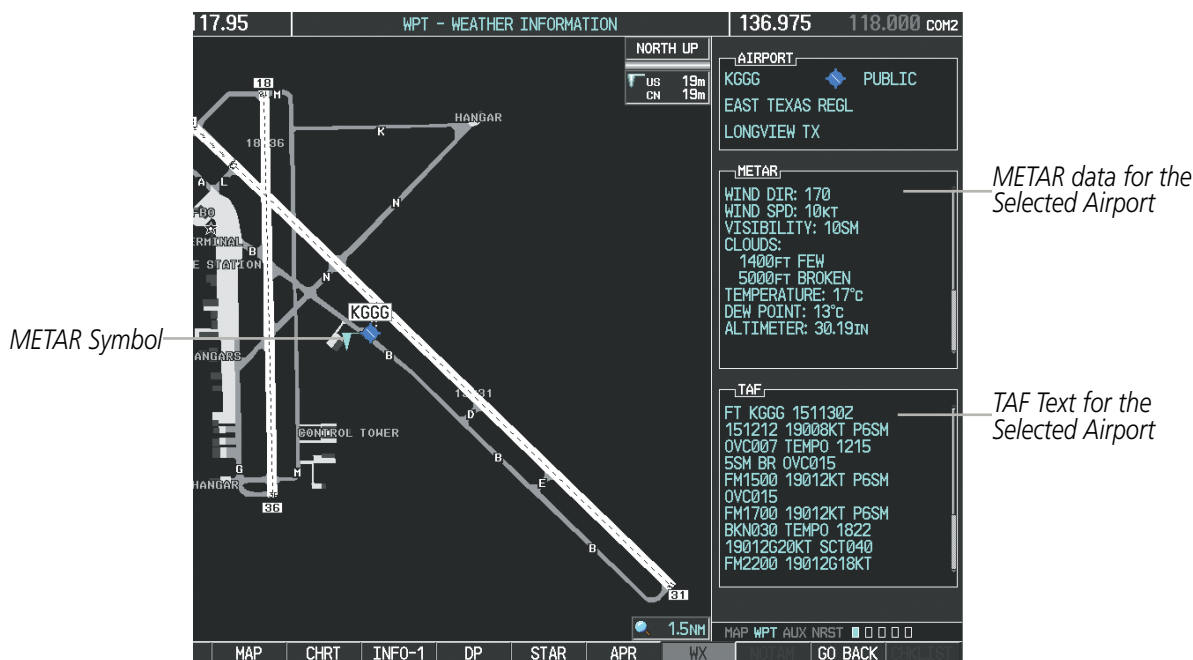 117.95
WPT - WEATHER INFORMATION
136.975
118.000 COM2
NORTH UP
US 19m
CN 19m
AIRPORT
KGGG PUBLIC
EAST TEXAS REGL
LONGVIEW TX
METAR
WIND DIR: 170
WIND SPD: 10KT
VISIBILITY: 10SM
CLOUDS:
1400FT FEW
5000FT BROKEN
TEMPERATURE: 17°C
DEW POINT: 13°C
ALTIMETER: 30.19IN
TAF
FT KGGG 151130Z
151212 19008KT P6SM
OVC007 TEMPO 1215
5SM BR OVC015
FM1500 19012KT P6SM
OVC015
FM1700 19012KT P6SM
BKN030 TEMPO 1822
19012G20KT SCT040
FM2200 19012G18KT
METAR data for the
Selected Airport
TAF Text for the
Selected Airport
METAR Symbol
18
M
HANGAR
K
18 36
A
L
N
ERMINAL
B
E STATION
N
KGGG
B
ANGARS
D
CONTROL TOWER
B
G
M
E
HANGAR
36
B
31
1.5NM
MAP WPT AUX NRST
MAP
CHRT
INFO-1
DP
STAR
APR
WX
NOTAM
GO BACK
CHKLIST